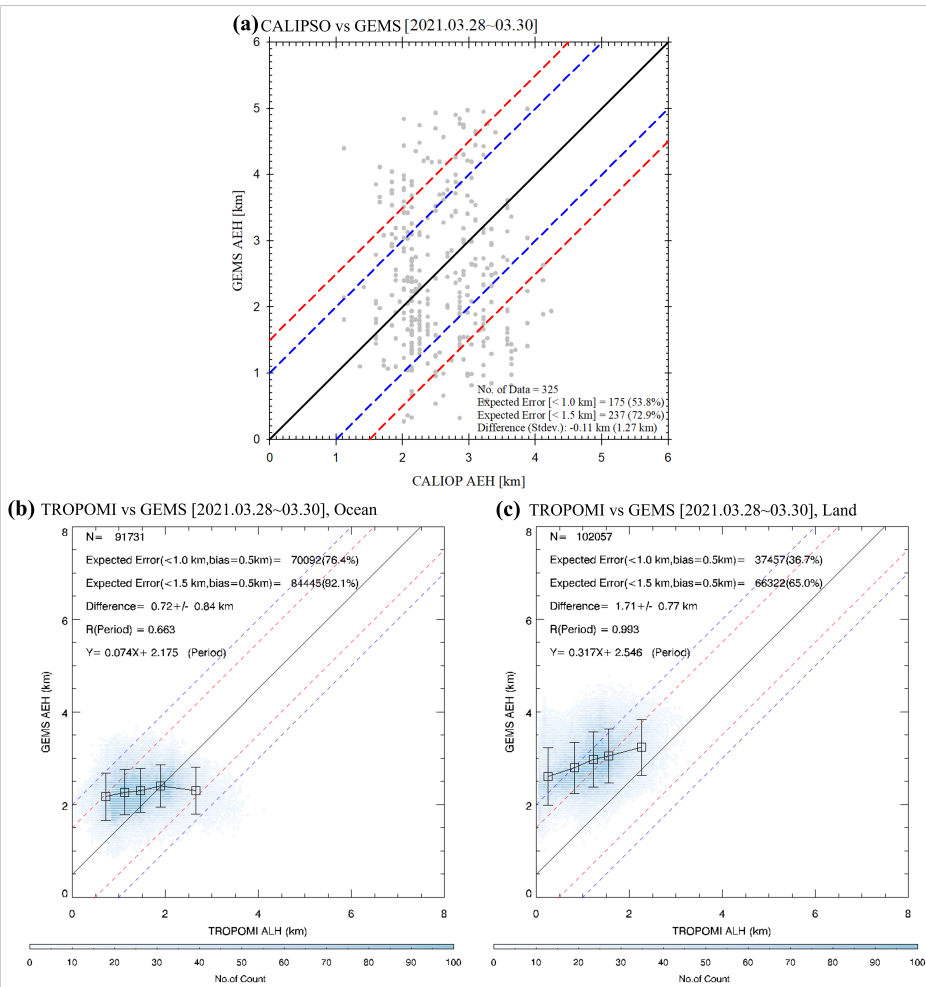 (a) CALIPSO vs GEMS [2021.03.28~03.30]
6
5
4
3
2
1
0
GEMS AEH [km]
No. of Data = 325
Expected Error [< 1.0 km] = 175 (53.8%)
Expected Error [< 1.5 km] = 237 (72.9%)
Difference (Stdev.): -0.11 km (1.27 km)
0 1 2 3 4 5 6
CALIOP AEH [km]
(b) TROPOMI vs GEMS [2021.03.28~03.30], Ocean
N= 91731
Expected Error(<1.0 km,bias=0.5km)= 70092(76.4%)
Expected Error(<1.5 km,bias=0.5km)= 84445(92.1%)
Difference= 0.72+/- 0.84 km
R(Period) = 0.663
Y= 0.074X+ 2.175 (Period)
8
6
4
2
0
GEMS AEH (km)
0 2 4 6 8
TROPOMI ALH (km)
0 10 20 30 40 50 60 70 80 90 100
No.of Count
(c) TROPOMI vs GEMS [2021.03.28~03.30], Land
N= 102057
Expected Error(<1.0 km,bias=0.5km)= 37457(36.7%)
Expected Error(<1.5 km,bias=0.5km)= 66322(65.0%)
Difference= 1.71+/- 0.77 km
R(Period) = 0.993
Y= 0.317X+ 2.546 (Period)
8
6
4
2
0
GEMS AEH (km)
0 2 4 6 8
TROPOMI ALH (km)
0 10 20 30 40 50 60 70 80 90 100
No.of Count